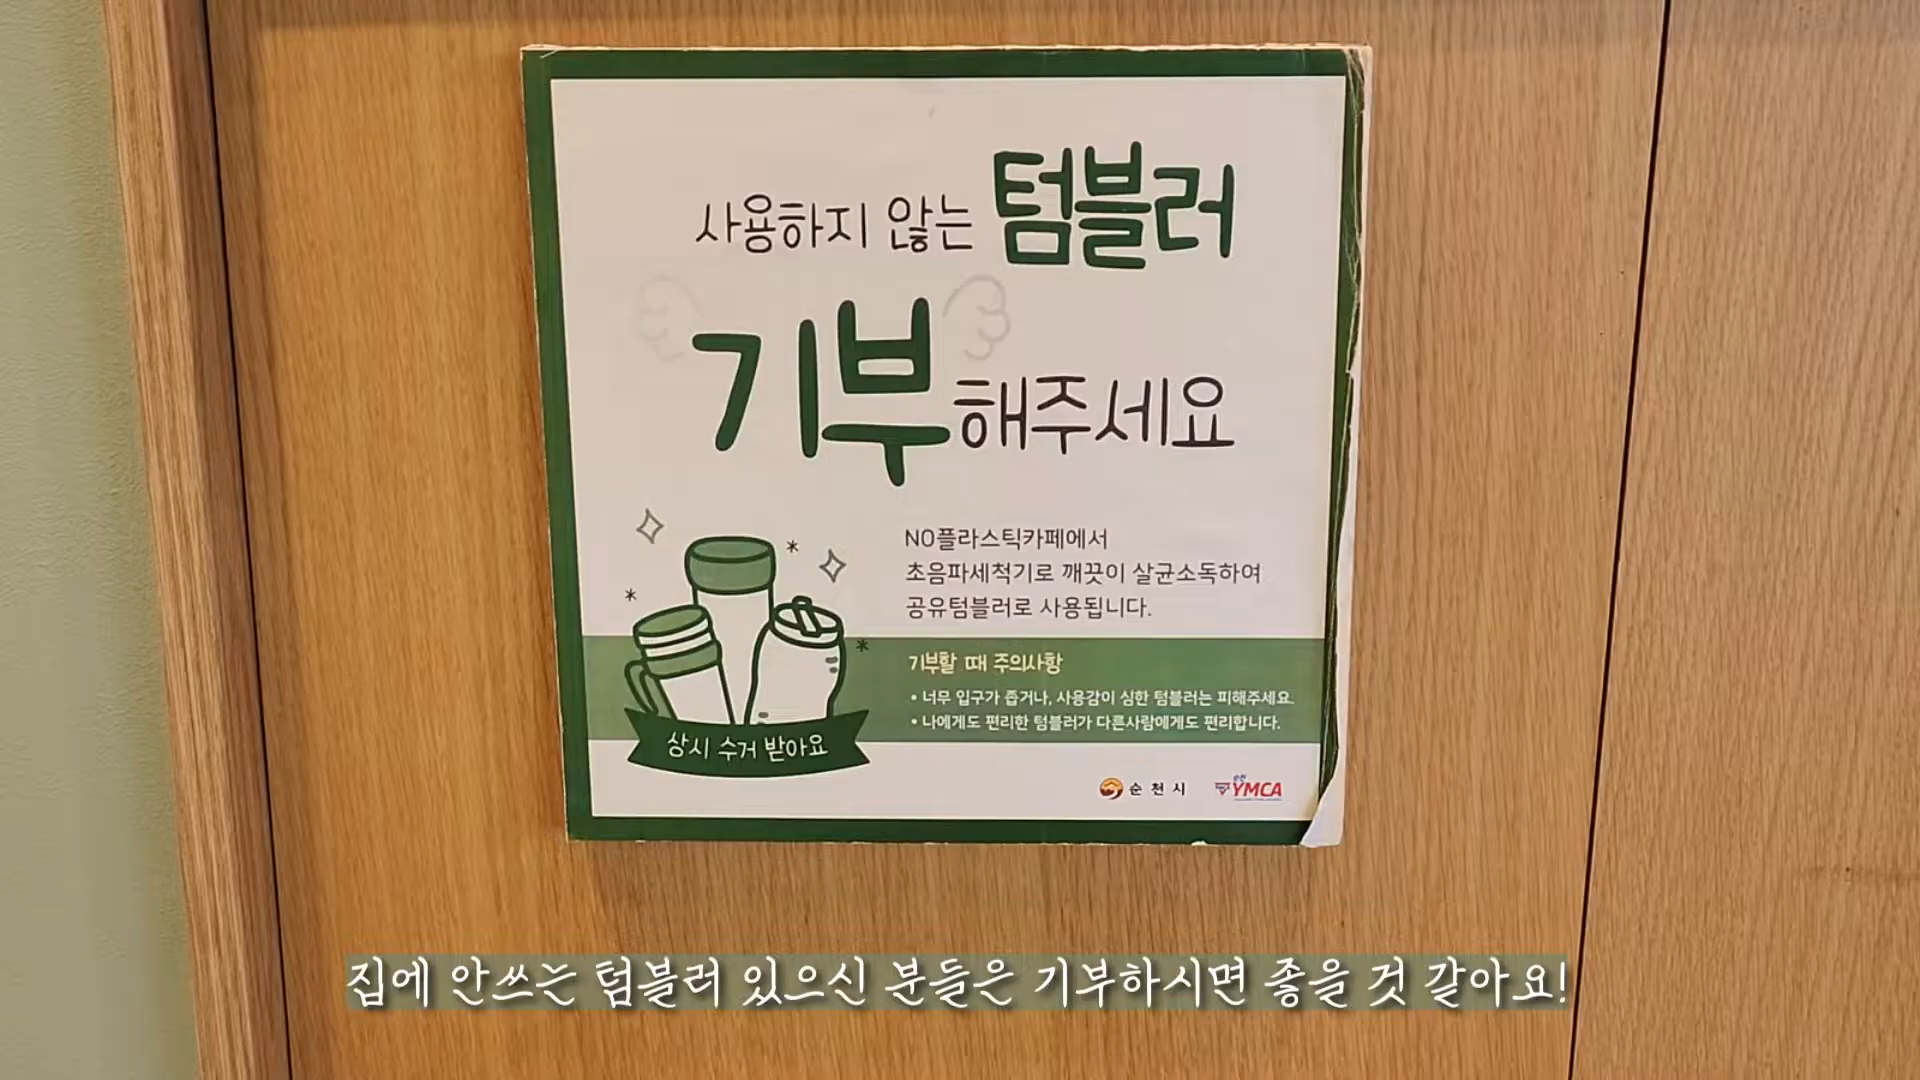 사용하지 않는 텀블러
기부해주세요
NO플라스틱카페에서
초음파세척기로 깨끗이 살균소독하여
공유텀블러로 사용됩니다.
기부할 때 주의사항
• 너무 입구가 좁거나, 사용감이 심한 텀블러는 피해주세요.
• 나에게도 편리한 텀블러가 다른사람에게도 편리합니다.
상시 수거 받아요
순천시
순천 YMCA
집에 안쓰는 텀블러 있으신 분들은 기부하시면 좋을 것 같아요!